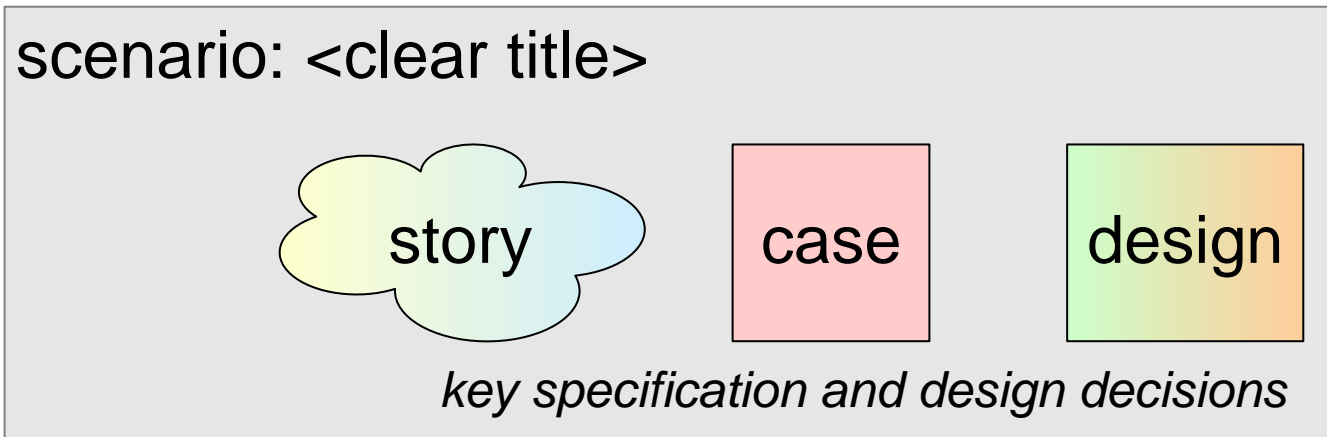 scenario: <clear title>
story
case
design
key specification and design decisions